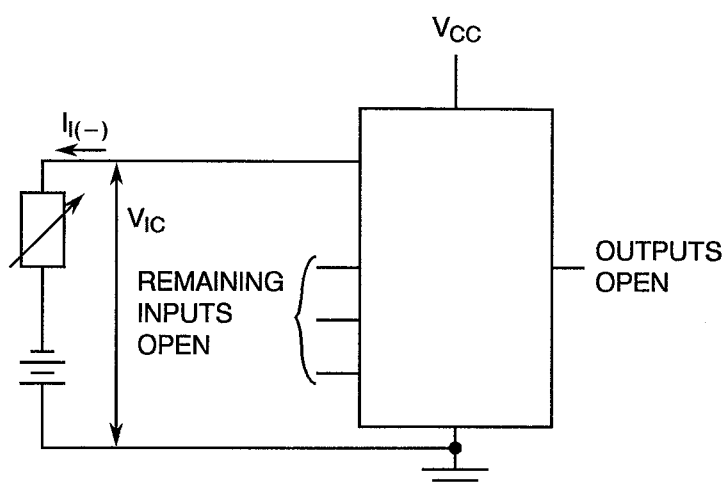 VCC
II(−)
VIC
REMAINING
INPUTS
OPEN
OUTPUTS
OPEN